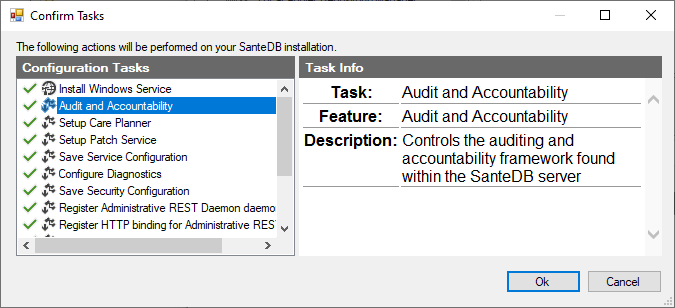 Confirm Tasks
The following actions will be performed on your SanteDB installation.
Configuration Tasks
Install Windows Service
Audit and Accountability
Setup Care Planner
Setup Patch Service
Save Service Configuration
Configure Diagnostics
Save Security Configuration
Register Administrative REST Daemon daemo
Register HTTP binding for Administrative RES
Task Info
Task: Audit and Accountability
Feature: Audit and Accountability
Description: Controls the auditing and
accountability framework found
within the SanteDB server
Ok Cancel